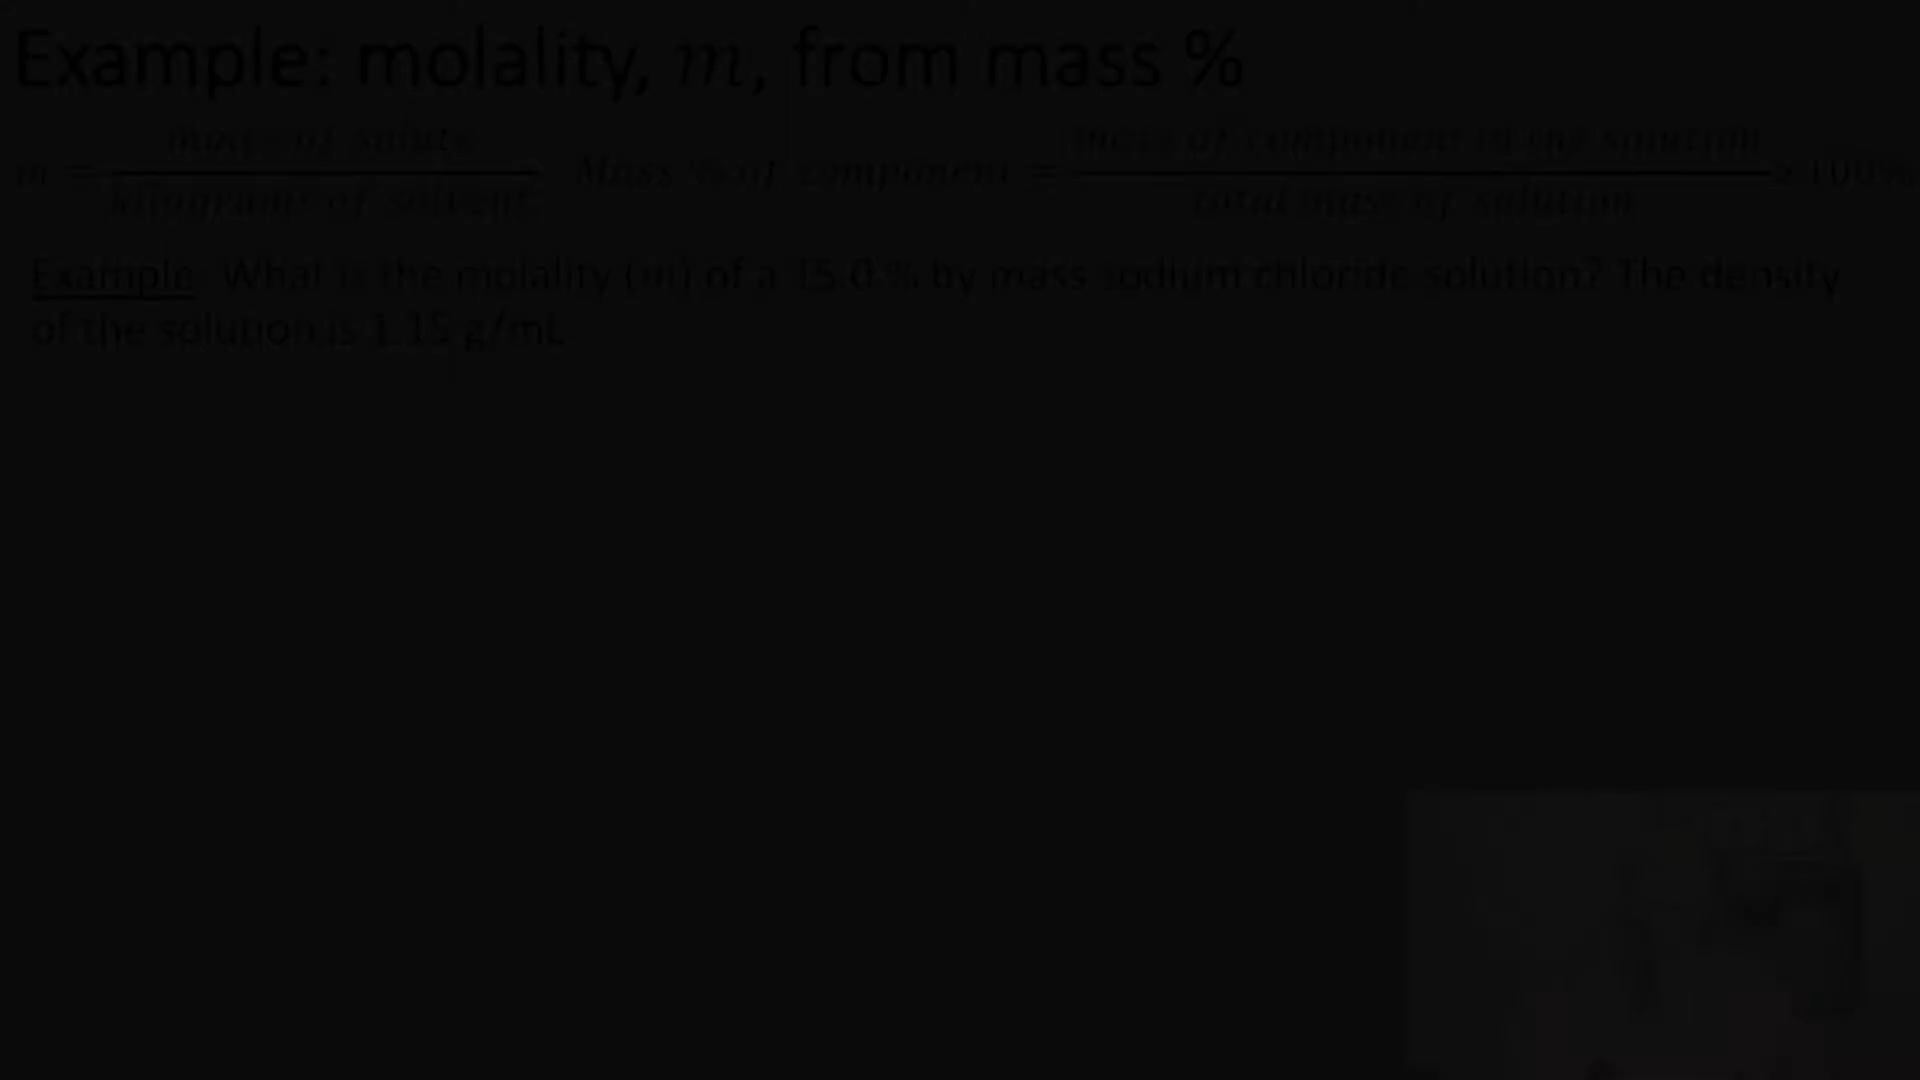 Example: molality, m, from mass %
m = moles of solute / kilograms of solvent Mass % of component = mass of component in the solution / total mass of solution × 100%
Example: What is the molality (m) of a 15.0 % by mass sodium chloride solution? The density
of the solution is 1.15 g/mL